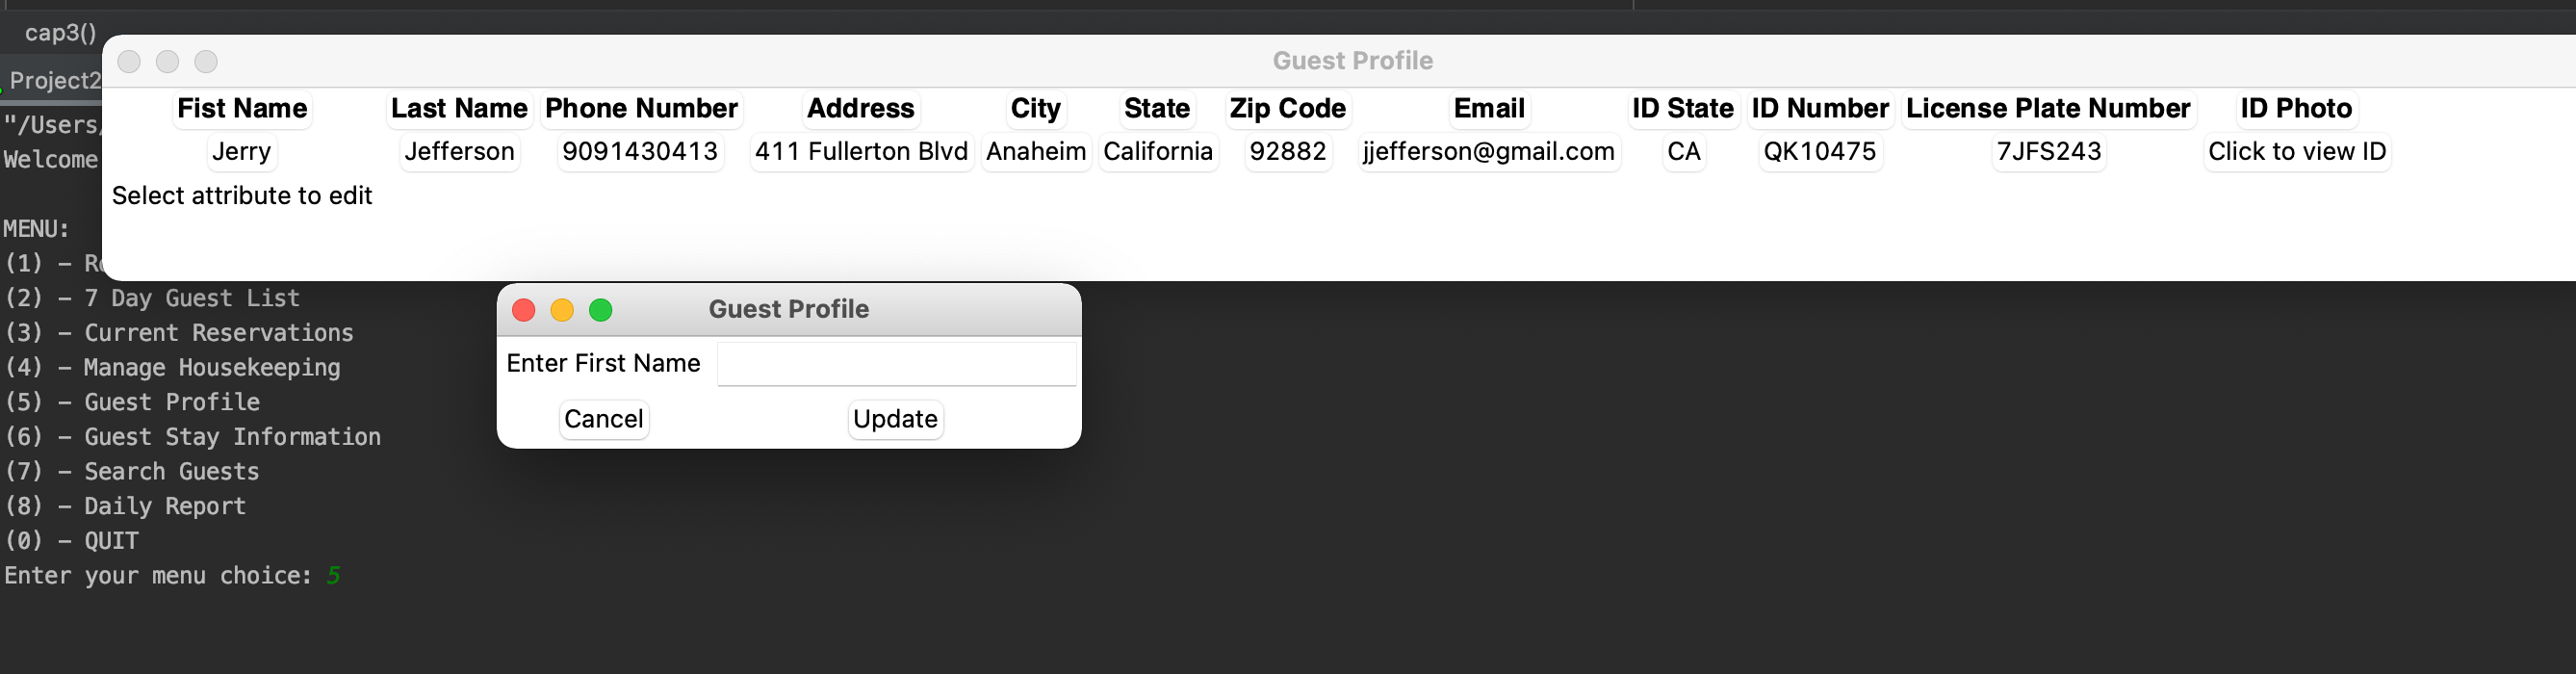 cap3()
Guest Profile
Project2
Fist Name Last Name Phone Number Address City State Zip Code Email ID State ID Number License Plate Number ID Photo
"/Users/
Jerry Jefferson 9091430413 411 Fullerton Blvd Anaheim California 92882 jjefferson@gmail.com CA QK10475 7JFS243 Click to view ID
Welcome
Select attribute to edit
MENU:
(1) – R
(2) – 7 Day Guest List
Guest Profile
(3) – Current Reservations
Enter First Name
(4) – Manage Housekeeping
(5) – Guest Profile
Cancel Update
(6) – Guest Stay Information
(7) – Search Guests
(8) – Daily Report
(0) – QUIT
Enter your menu choice: 5